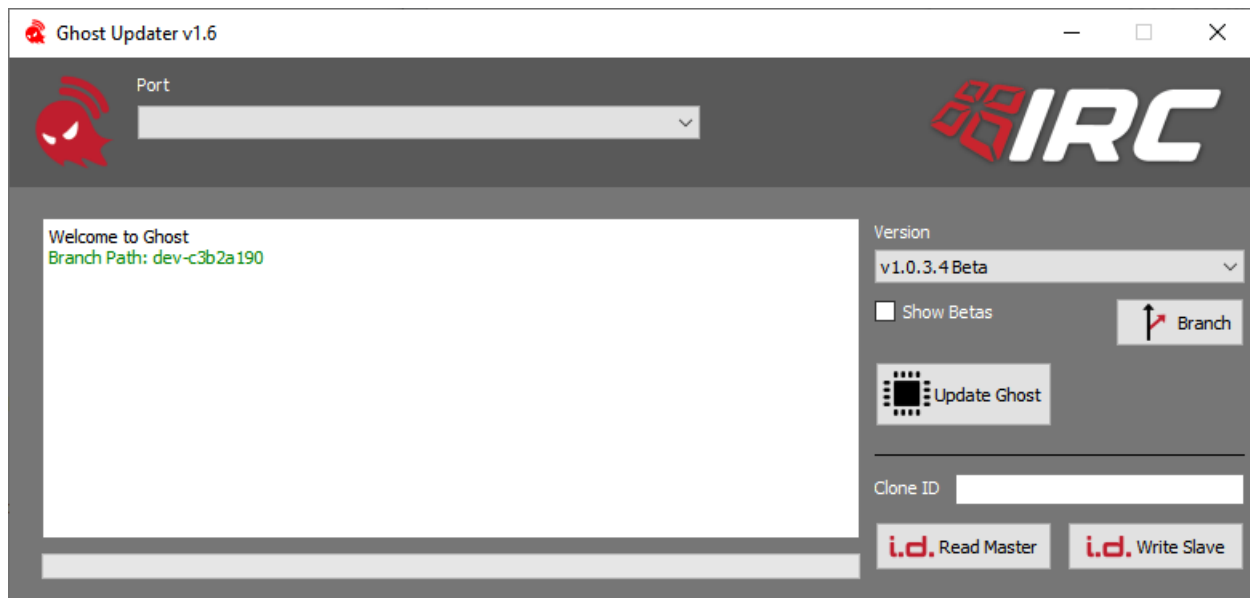 Ghost Updater v1.6
Port
IRC
Welcome to Ghost
Branch Path: dev-c3b2a190
Version
v1.0.3.4 Beta
Show Betas
Branch
Update Ghost
Clone ID
i.d. Read Master
i.d. Write Slave